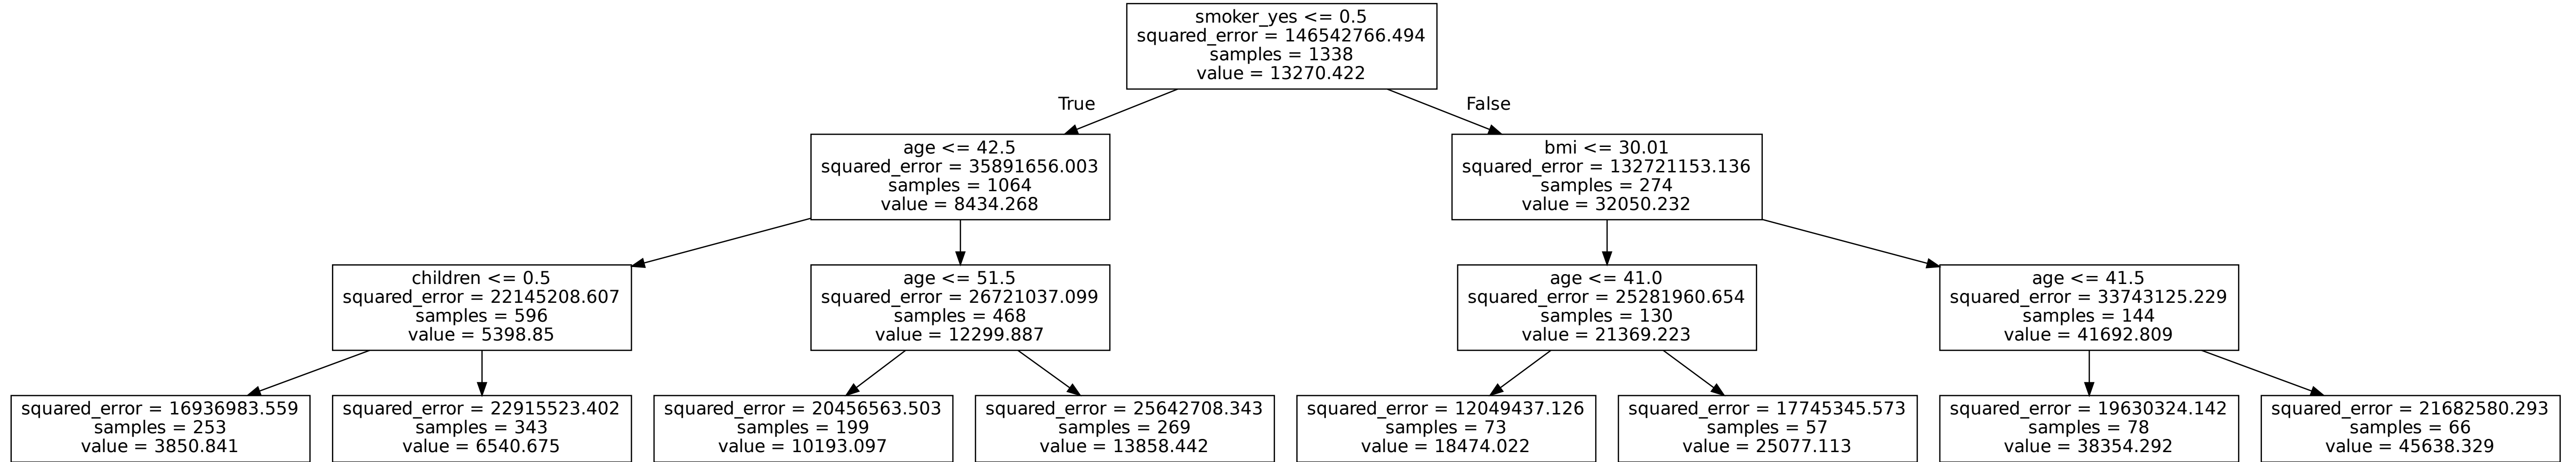 smoker_yes <= 0.5
squared_error = 146542766.494
samples = 1338
value = 13270.422
True
False
age <= 42.5
squared_error = 35891656.003
samples = 1064
value = 8434.268
bmi <= 30.01
squared_error = 132721153.136
samples = 274
value = 32050.232
children <= 0.5
squared_error = 22145208.607
samples = 596
value = 5398.85
age <= 51.5
squared_error = 26721037.099
samples = 468
value = 12299.887
age <= 41.0
squared_error = 25281960.654
samples = 130
value = 21369.223
age <= 41.5
squared_error = 33743125.229
samples = 144
value = 41692.809
squared_error = 16936983.559
samples = 253
value = 3850.841
squared_error = 22915523.402
samples = 343
value = 6540.675
squared_error = 20456563.503
samples = 199
value = 10193.097
squared_error = 25642708.343
samples = 269
value = 13858.442
squared_error = 12049437.126
samples = 73
value = 18474.022
squared_error = 17745345.573
samples = 57
value = 25077.113
squared_error = 19630324.142
samples = 78
value = 38354.292
squared_error = 21682580.293
samples = 66
value = 45638.329